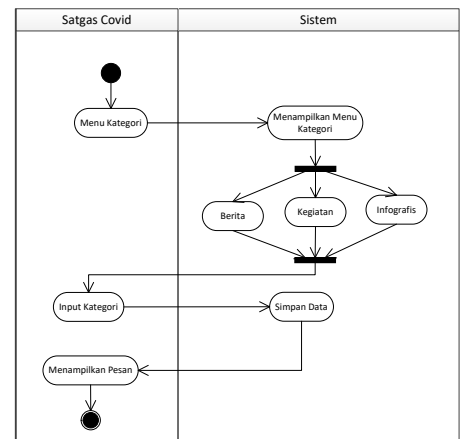 Satgas Covid
Sistem
Menu Kategori
Menampilkan Menu
Kategori
Berita
Kegiatan
Infografis
Input Kategori
Simpan Data
Menampilkan Pesan